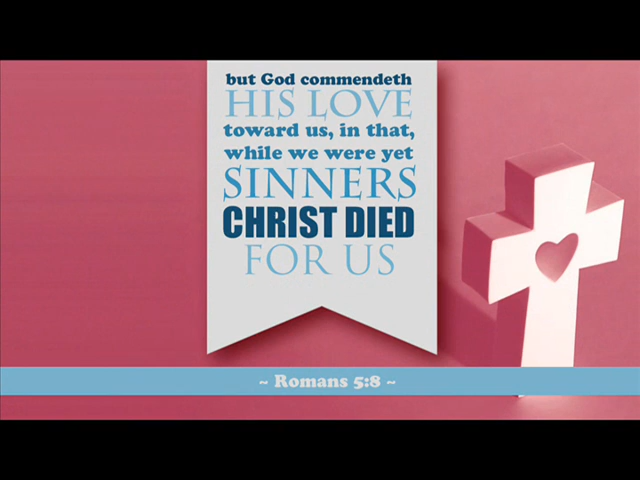 but God commendeth
HIS LOVE
toward us, in that,
while we were yet
SINNERS
CHRIST DIED
FOR US
~ Romans 5:8 ~